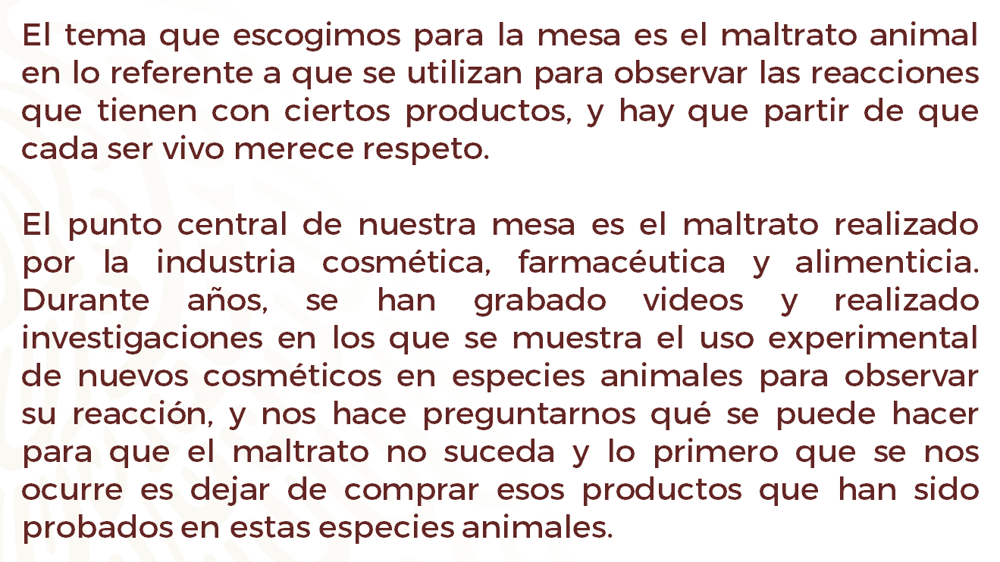 El tema que escogimos para la mesa es el maltrato animal
en lo referente a que se utilizan para observar las reacciones
que tienen con ciertos productos, y hay que partir de que
cada ser vivo merece respeto.
El punto central de nuestra mesa es el maltrato realizado
por la industria cosmética, farmacéutica y alimenticia.
Durante años, se han grabado videos y realizado
investigaciones en los que se muestra el uso experimental
de nuevos cosméticos en especies animales para observar
su reacción, y nos hace preguntarnos qué se puede hacer
para que el maltrato no suceda y lo primero que se nos
ocurre es dejar de comprar esos productos que han sido
probados en estas especies animales.